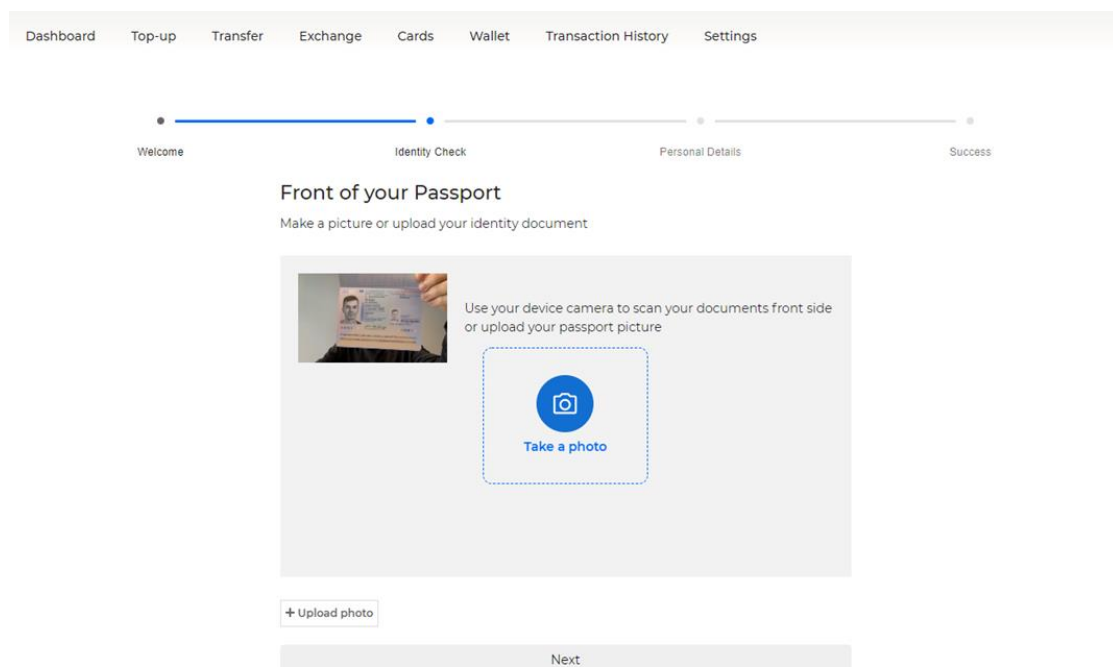 Dashboard Top-up Transfer Exchange Cards Wallet Transaction History Settings
Welcome Identity Check Personal Details Success
Front of your Passport
Make a picture or upload your identity document
Use your device camera to scan your documents front side
or upload your passport picture
Take a photo
+ Upload photo
Next